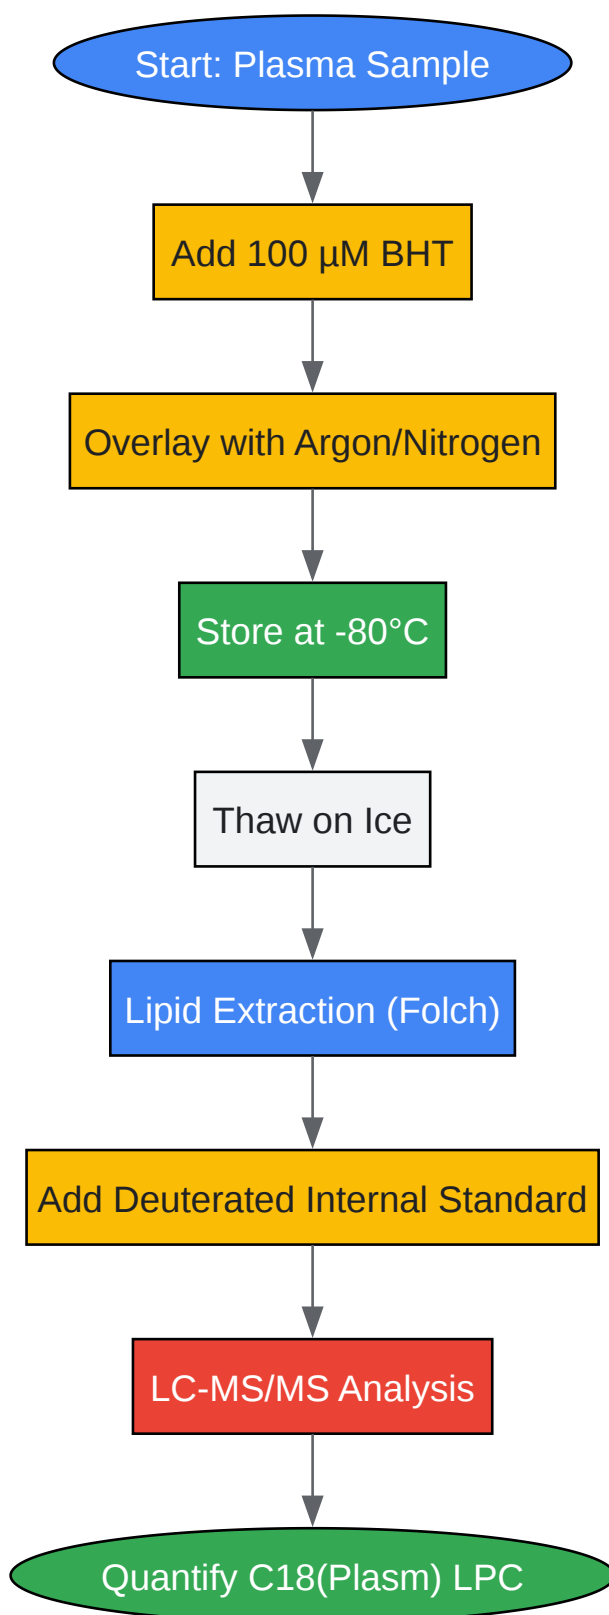 Start: Plasma Sample
Add 100 µM BHT
Overlay with Argon/Nitrogen
Store at -80°C
Thaw on Ice
Lipid Extraction (Folch)
Add Deuterated Internal Standard
LC-MS/MS Analysis
Quantify C18(Plasm) LPC